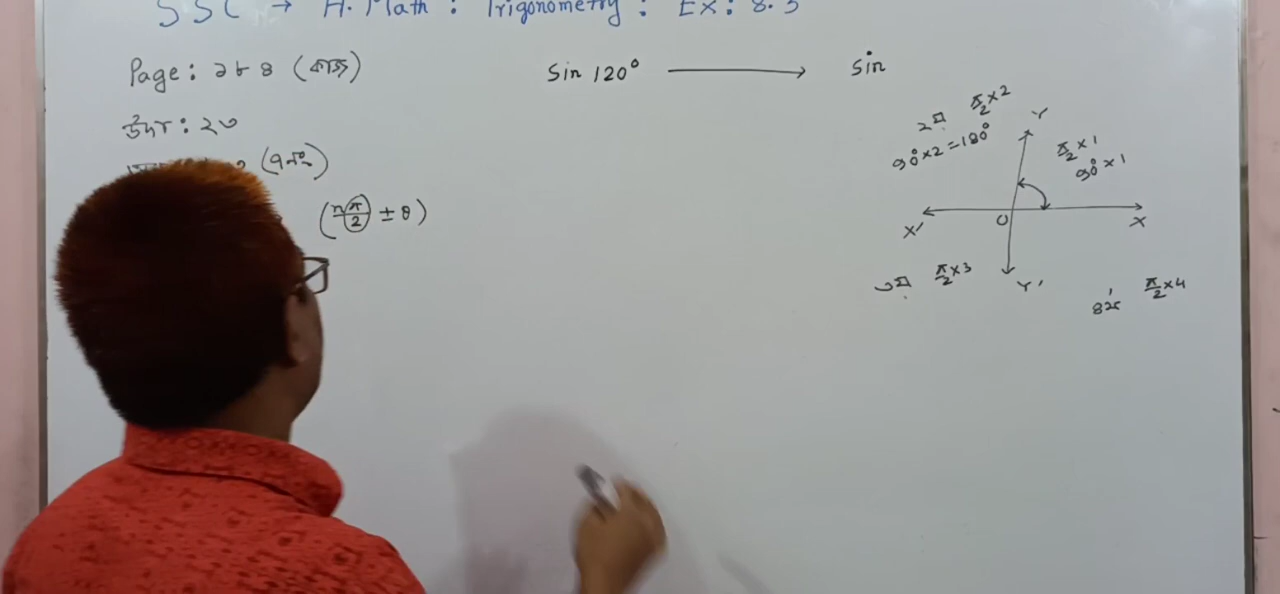 SSC → H. Math : Trigonometry : Ex: 8.3
Page: ২৮৪ (কাজ)
Sin 120° → Sin
উদা: ২৩
(৭নং)
(nπ/2 ± θ)
২য় π/2×2
90°×2=180°
Y
π/2×1
90°×1
X' O X
৩য় π/2×3
Y'
৪র্থ π/2×4